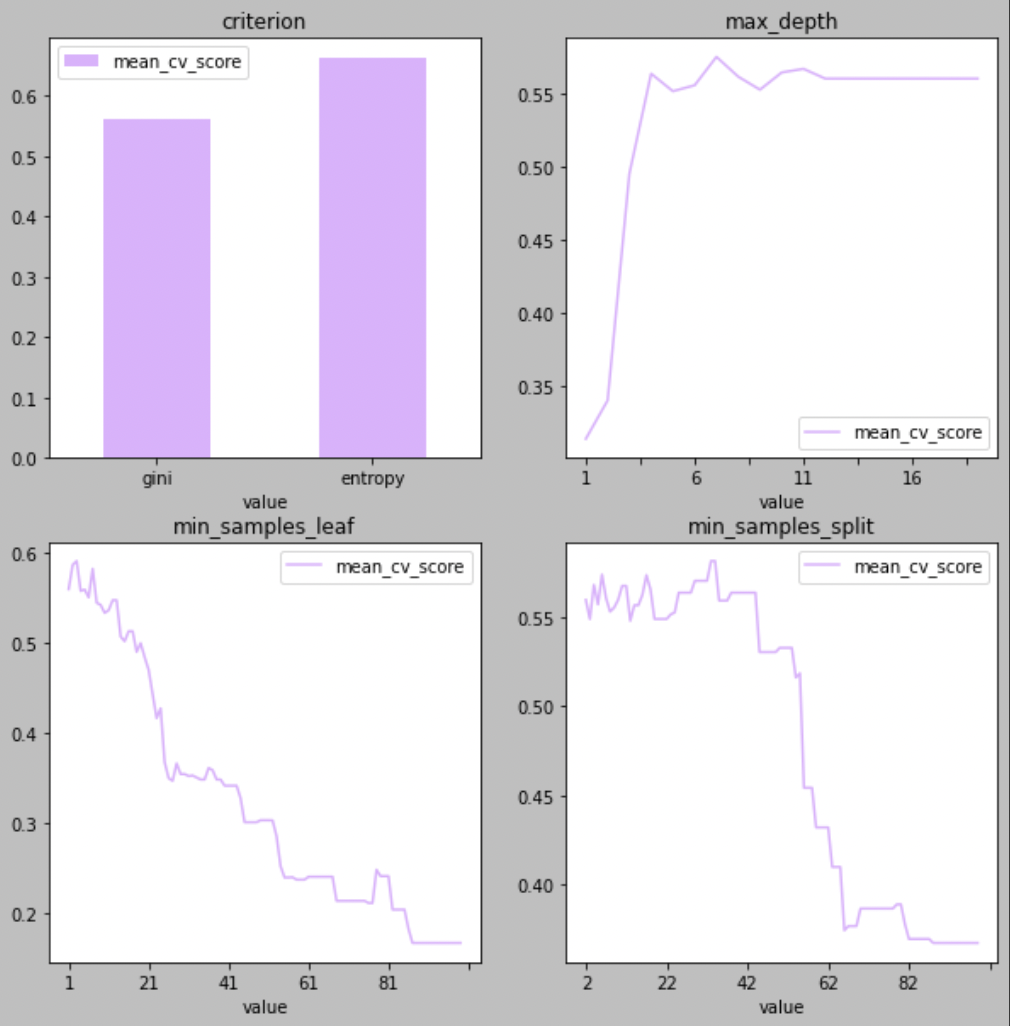 criterion
mean_cv_score
0.6
0.5
0.4
0.3
0.2
0.1
0.0
gini entropy
value
max_depth
0.55
0.50
0.45
0.40
0.35
mean_cv_score
1 6 11 16
value
min_samples_leaf
mean_cv_score
0.6
0.5
0.4
0.3
0.2
1 21 41 61 81
value
min_samples_split
mean_cv_score
0.55
0.50
0.45
0.40
2 22 42 62 82
value